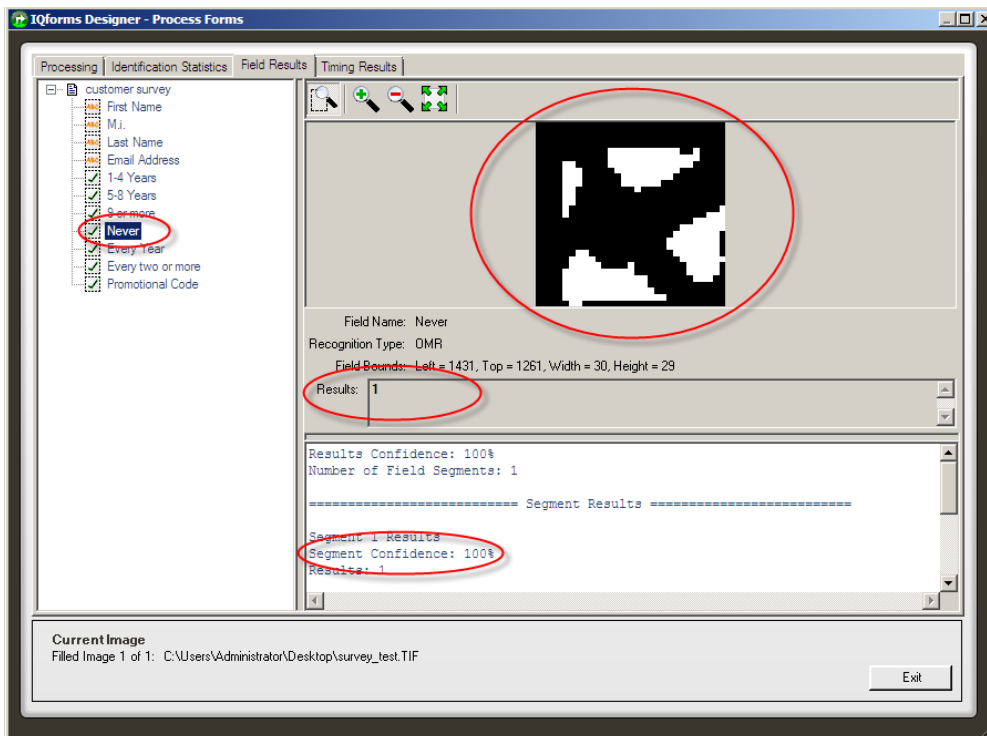 IQforms Designer - Process Forms
Processing Identification Statistics Field Results Timing Results
customer survey
First Name
M.i.
Last Name
Email Address
1-4 Years
5-8 Years
9 or more
Never
Every Year
Every two or more
Promotional Code
Field Name: Never
Recognition Type: OMR
Field Bounds: Left = 1431, Top = 1261, Width = 30, Height = 29
Results: 1
Results Confidence: 100%
Number of Field Segments: 1
=========================== Segment Results ==========================
Segment 1 Results
Segment Confidence: 100%
Results: 1
Current Image
Filled Image 1 of 1: C:\Users\Administrator\Desktop\survey_test.TIF
Exit